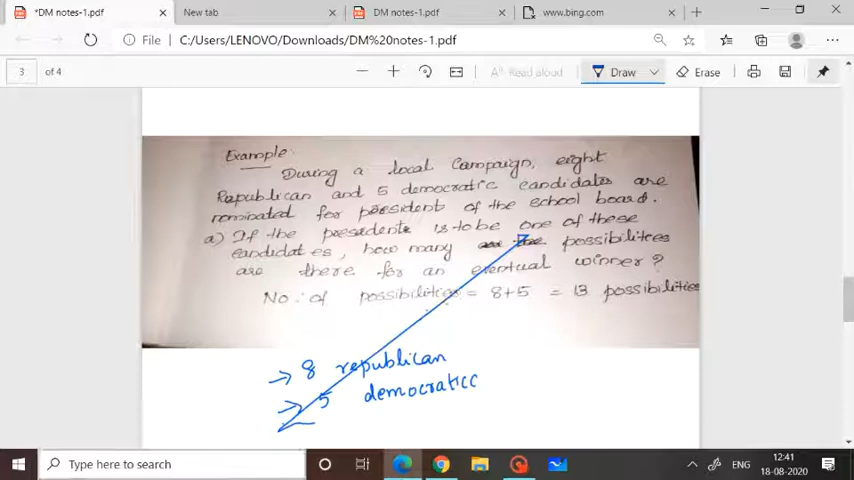 *DM notes-1.pdf
New tab
DM notes-1.pdf
www.bing.com
File
C:/Users/LENOVO/Downloads/DM%20notes-1.pdf
3 of 4
Read aloud
Draw
Erase
Example:
During a local Campaign, eight
Republican and 5 democratic candidates are
nominated for president of the school board.
a) If the president is to be one of these
candidates, how many possibilities
are there for an eventual winner?
No: of possibilities = 8+5 = 13 possibilities
→ 8 republican
→ 5 democraticc
Type here to search
ENG
12:41
18-08-2020